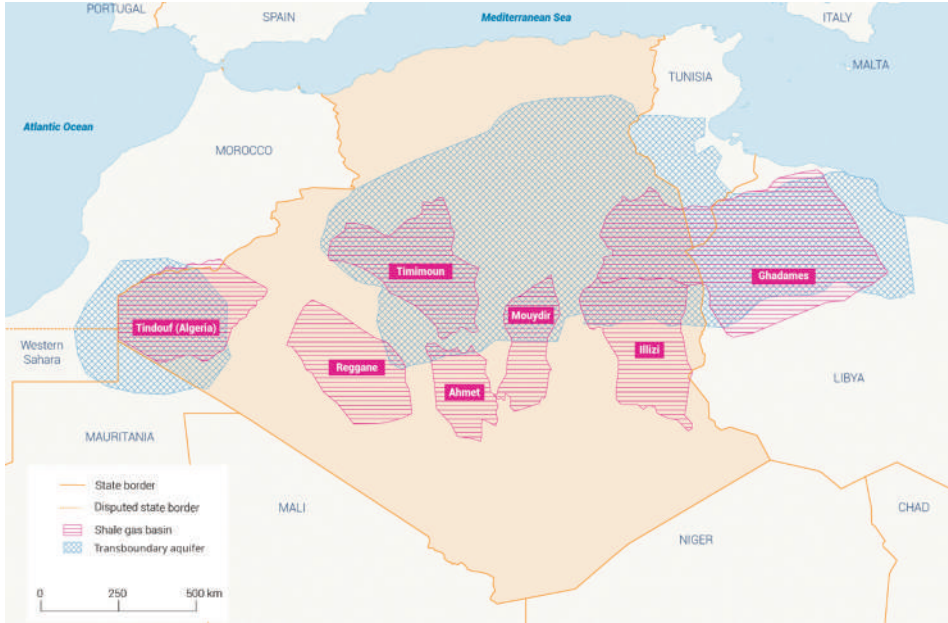 PORTUGAL
SPAIN
Mediterranean Sea
ITALY
TUNISIA
MALTA
Atlantic Ocean
MOROCCO
Timimoun
Ghadames
Mouydir
Tindouf (Algeria)
Western
Sahara
Illizi
Reggane
Ahmet
LIBYA
MAURITANIA
MALI
NIGER
CHAD
State border
Disputed state border
Shale gas basin
Transboundary aquifer
0 250 500 km